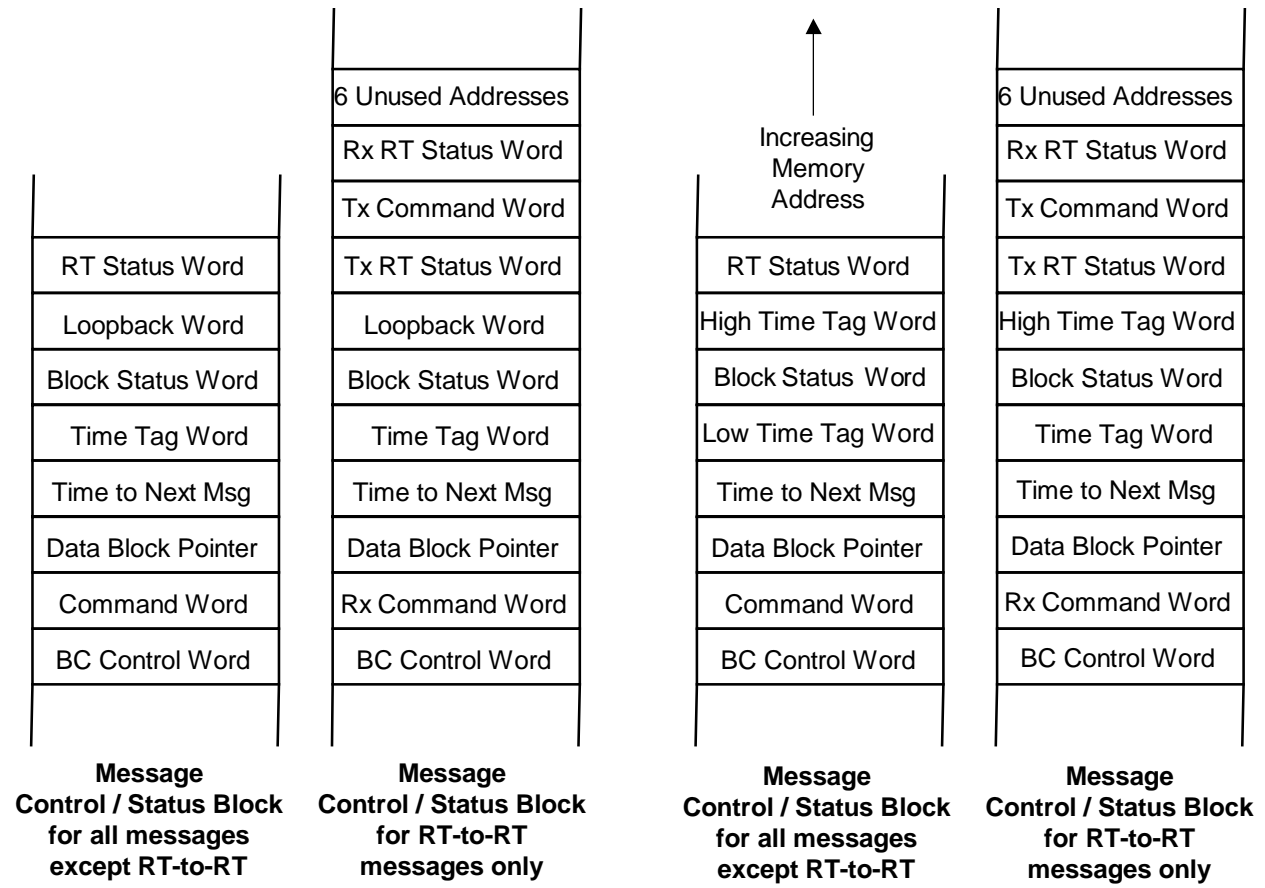 RT Status Word
Loopback Word
Block Status Word
Time Tag Word
Time to Next Msg
Data Block Pointer
Command Word
BC Control Word
Message
Control / Status Block
for all messages
except RT-to-RT
6 Unused Addresses
Rx RT Status Word
Tx Command Word
Tx RT Status Word
Loopback Word
Block Status Word
Time Tag Word
Time to Next Msg
Data Block Pointer
Rx Command Word
BC Control Word
Message
Control / Status Block
for RT-to-RT
messages only
Increasing
Memory
Address
RT Status Word
High Time Tag Word
Block Status Word
Low Time Tag Word
Time to Next Msg
Data Block Pointer
Command Word
BC Control Word
Message
Control / Status Block
for all messages
except RT-to-RT
6 Unused Addresses
Rx RT Status Word
Tx Command Word
Tx RT Status Word
High Time Tag Word
Block Status Word
Time Tag Word
Time to Next Msg
Data Block Pointer
Rx Command Word
BC Control Word
Message
Control / Status Block
for RT-to-RT
messages only